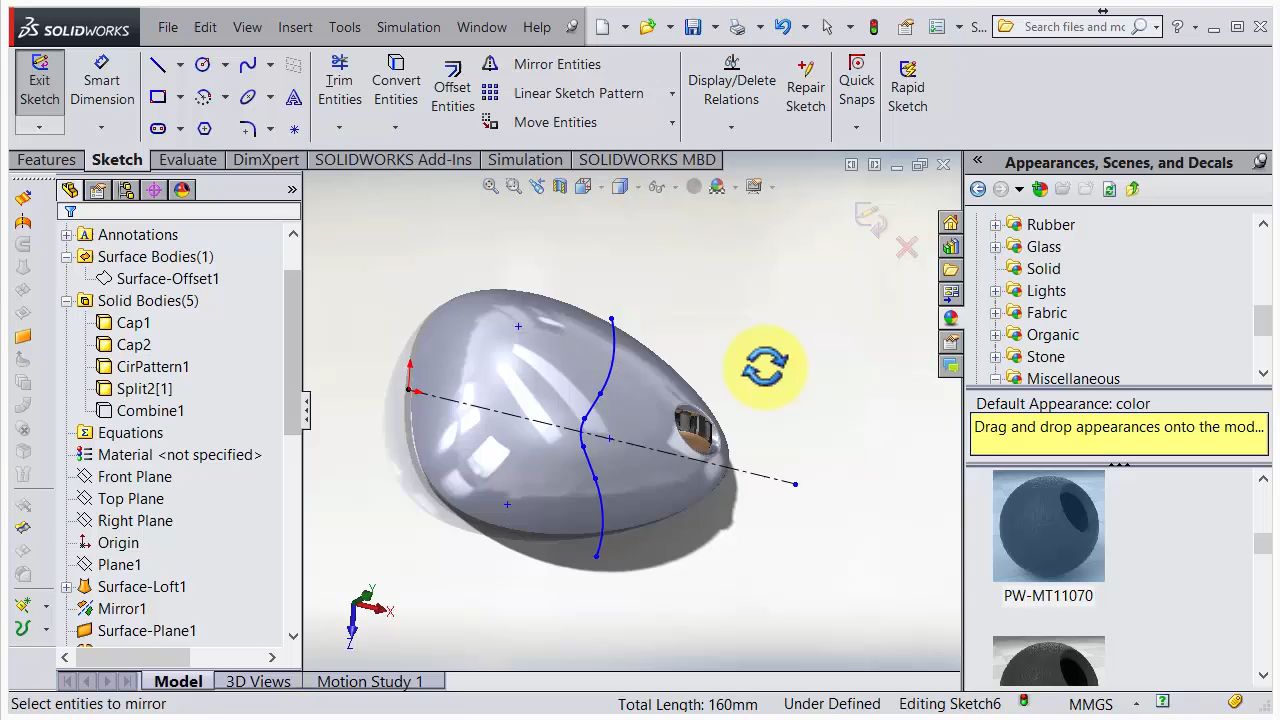 SOLIDWORKS File Edit View Insert Tools Simulation Window Help S... Search files and mc ?
Exit Sketch
Smart Dimension
Trim Entities
Convert Entities
Offset Entities
Mirror Entities
Linear Sketch Pattern
Move Entities
Display/Delete Relations
Repair Sketch
Quick Snaps
Rapid Sketch
Features Sketch Evaluate DimXpert SOLIDWORKS Add-Ins Simulation SOLIDWORKS MBD
Annotations
Surface Bodies(1)
Surface-Offset1
Solid Bodies(5)
Cap1
Cap2
CirPattern1
Split2[1]
Combine1
Equations
Material <not specified>
Front Plane
Top Plane
Right Plane
Origin
Plane1
Surface-Loft1
Mirror1
Surface-Plane1
Y
X
Z
Appearances, Scenes, and Decals
Rubber
Glass
Solid
Lights
Fabric
Organic
Stone
Miscellaneous
Default Appearance: color
Drag and drop appearances onto the mod...
PW-MT11070
Model 3D Views Motion Study 1
Select entities to mirror Total Length: 160mm Under Defined Editing Sketch MMGS ?